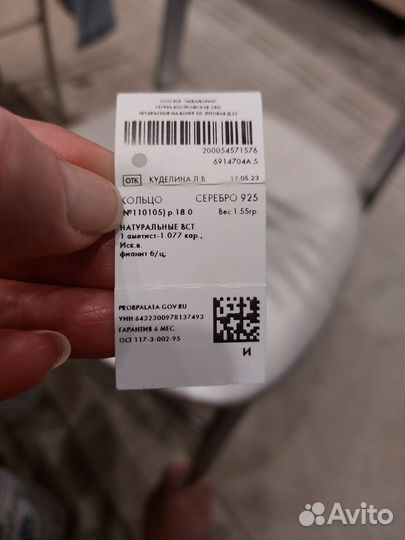 200054571576
6914704A:5
ОТК КУДЕЛИНА Л.В. 19.05.23
КОЛЬЦО СЕРЕБРО 925
(№110105) р.18.0 Вес 1.55гр.
НАТУРАЛЬНЫЕ ВСТ.
1 аметист-1.077 кар.,
Иск.в.
фианит б/ц;
PROBPALATA.GOV.RU
УИН:6432300978137493
ГАРАНТИЯ 6 МЕС.
ОСТ 117-3-002-95
И
Avito